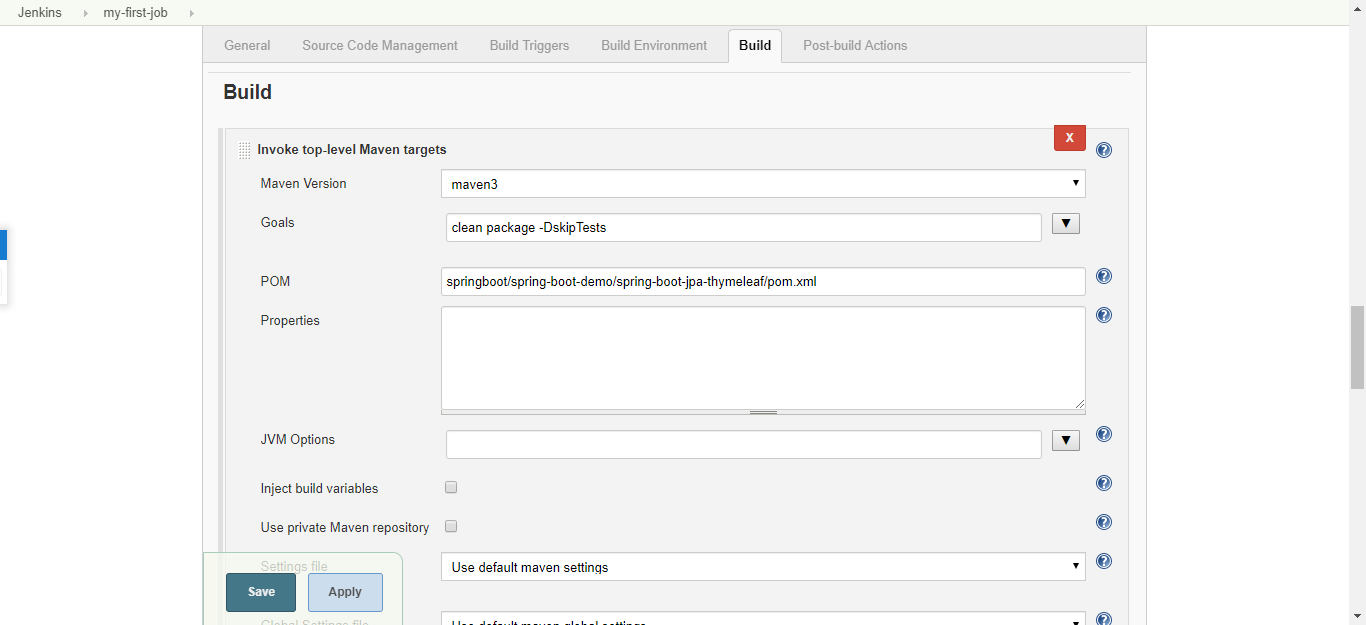 Jenkins my-first-job
General Source Code Management Build Triggers Build Environment Build Post-build Actions
Build
X
Invoke top-level Maven targets
Maven Version maven3
Goals clean package -DskipTests
POM springboot/spring-boot-demo/spring-boot-jpa-thymeleaf/pom.xml
Properties
JVM Options
Inject build variables
Use private Maven repository
Settings file Use default maven settings
Save Apply
Global Settings file Use default maven global settings